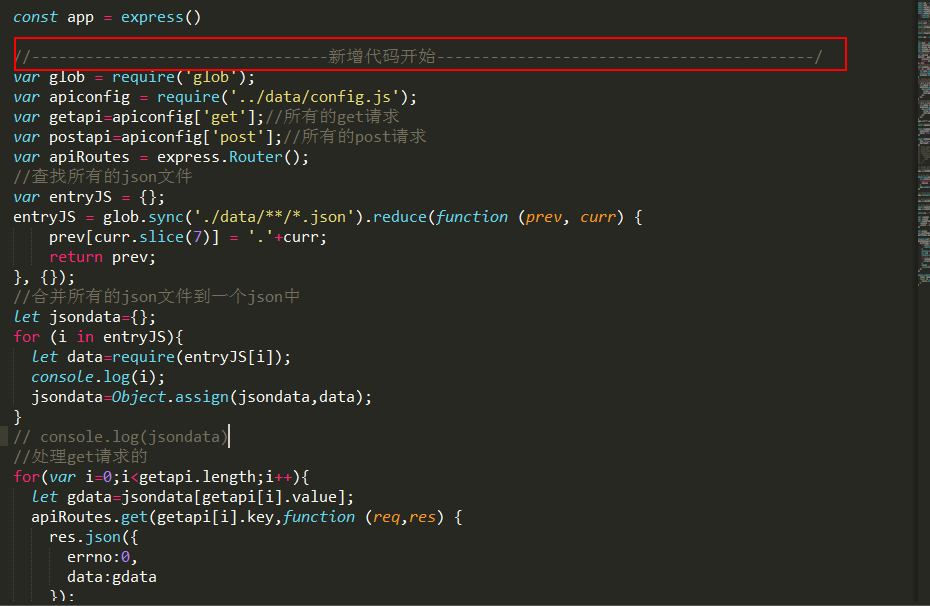 const app = express()
//---------------------------------新增代码开始------------------------------------------/
var glob = require('glob');
var apiconfig = require('../data/config.js');
var getapi=apiconfig['get'];//所有的get请求
var postapi=apiconfig['post'];//所有的post请求
var apiRoutes = express.Router();
//查找所有的json文件
var entryJS = {};
entryJS = glob.sync('./data/**/*.json').reduce(function (prev, curr) {
    prev[curr.slice(7)] = '.'+curr;
    return prev;
}, {});
//合并所有的json文件到一个json中
let jsondata={};
for (i in entryJS){
  let data=require(entryJS[i]);
  console.log(i);
  jsondata=Object.assign(jsondata,data);
}
// console.log(jsondata)
//处理get请求的
for(var i=0;i<getapi.length;i++){
  let gdata=jsondata[getapi[i].value];
  apiRoutes.get(getapi[i].key,function (req,res) {
    res.json({
      errno:0,
      data:gdata
    });